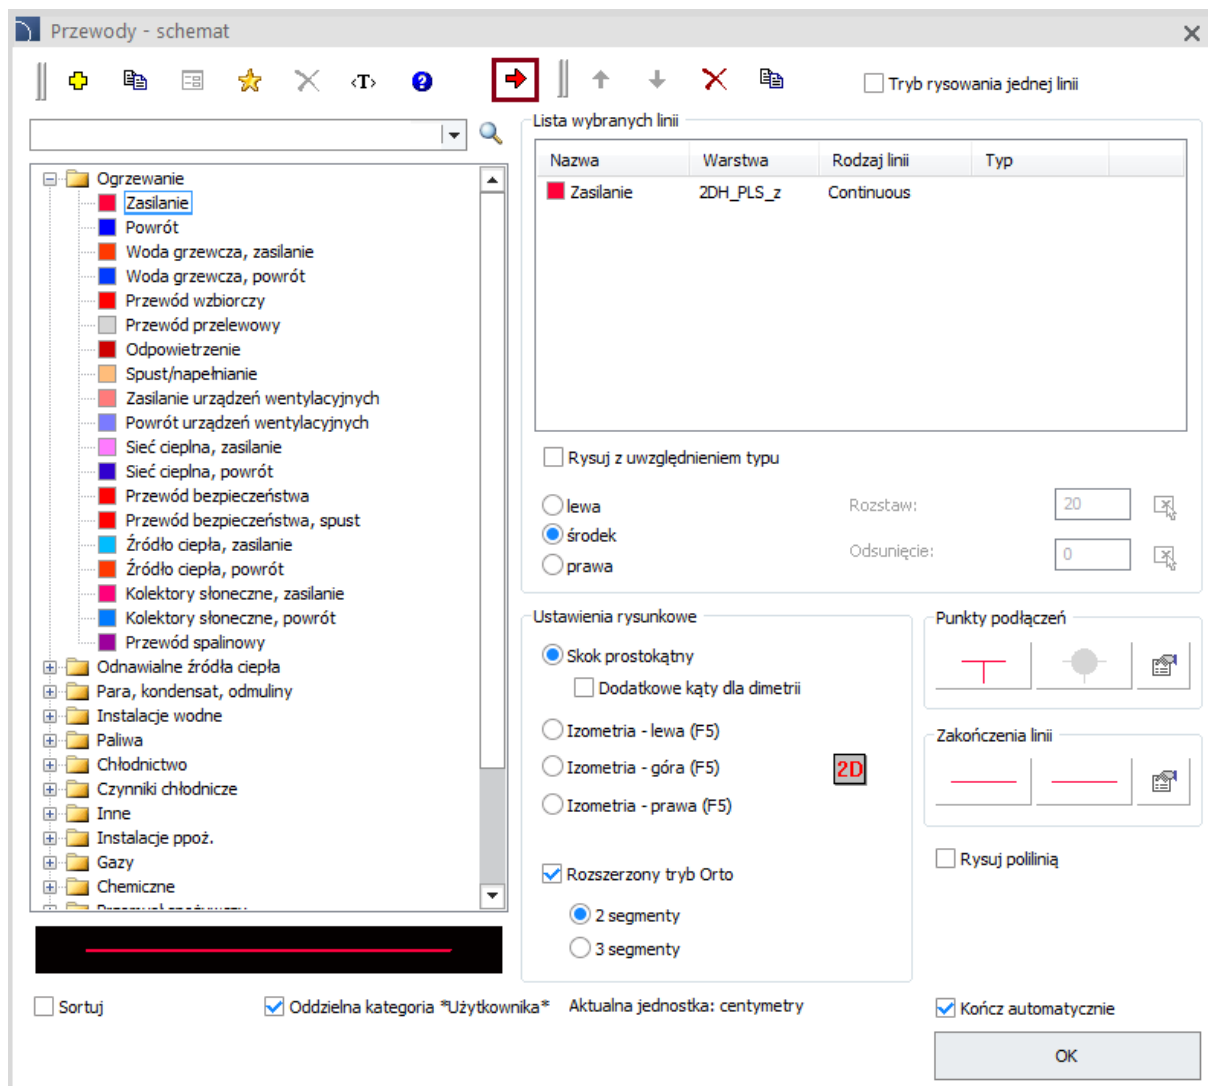 Przewody - schemat
<T>
Tryb rysowania jednej linii
Ogrzewanie
Zasilanie
Powrót
Woda grzewcza, zasilanie
Woda grzewcza, powrót
Przewód wzbiorczy
Przewód przelewowy
Odpowietrzenie
Spust/napełnianie
Zasilanie urządzeń wentylacyjnych
Powrót urządzeń wentylacyjnych
Sieć cieplna, zasilanie
Sieć cieplna, powrót
Przewód bezpieczeństwa
Przewód bezpieczeństwa, spust
Źródło ciepła, zasilanie
Źródło ciepła, powrót
Kolektory słoneczne, zasilanie
Kolektory słoneczne, powrót
Przewód spalinowy
Odnawialne źródła ciepła
Para, kondensat, odmuliny
Instalacje wodne
Paliwa
Chłodnictwo
Czynniki chłodnicze
Inne
Instalacje ppoż.
Gazy
Chemiczne
Sortuj
Oddzielna kategoria *Użytkownika*
Lista wybranych linii
Nazwa Warstwa Rodzaj linii Typ
Zasilanie 2DH_PLS_z Continuous
Rysuj z uwzględnieniem typu
lewa
środek
prawa
Rozstaw: 20
Odsunięcie: 0
Ustawienia rysunkowe
Skok prostokątny
Dodatkowe kąty dla dimetrii
Izometria - lewa (F5)
Izometria - góra (F5)
Izometria - prawa (F5)
2D
Rozszerzony tryb Orto
2 segmenty
3 segmenty
Aktualna jednostka: centymetry
Punkty podłączeń
Zakończenia linii
Rysuj polilinią
Kończ automatycznie
OK